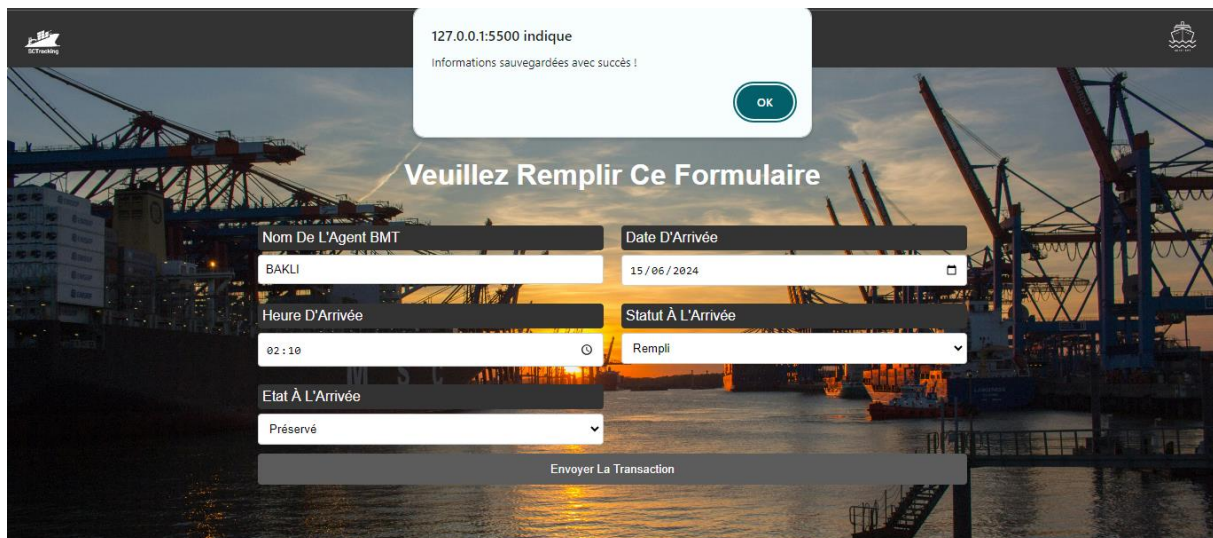 SCTracking
127.0.0.1:5500 indique
Informations sauvegardées avec succès !
OK
Veuillez Remplir Ce Formulaire
Nom De L'Agent BMT
BAKLI
Date D'Arrivée
15/06/2024
Heure D'Arrivée
02:10
Statut À L'Arrivée
Rempli
M S C
Etat À L'Arrivée
Préservé
Envoyer La Transaction